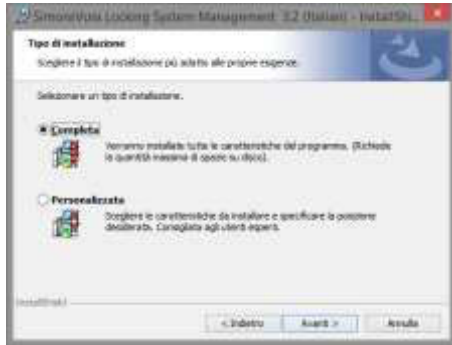 SimonsVoss Locking System Management 3.2 (Italian) - InstallShi...
Tipo di installazione
Scegliere il tipo di installazione più adatto alle proprie esigenze.
Selezionare un tipo di installazione.
Completa
Verranno installate tutte le caratteristiche del programma. (Richiede
la quantità massima di spazio su disco).
Personalizzata
Scegliere le caratteristiche da installare e specificare la posizione
desiderata. Consigliata agli utenti esperti.
InstallShield
< Indietro
Avanti >
Annulla